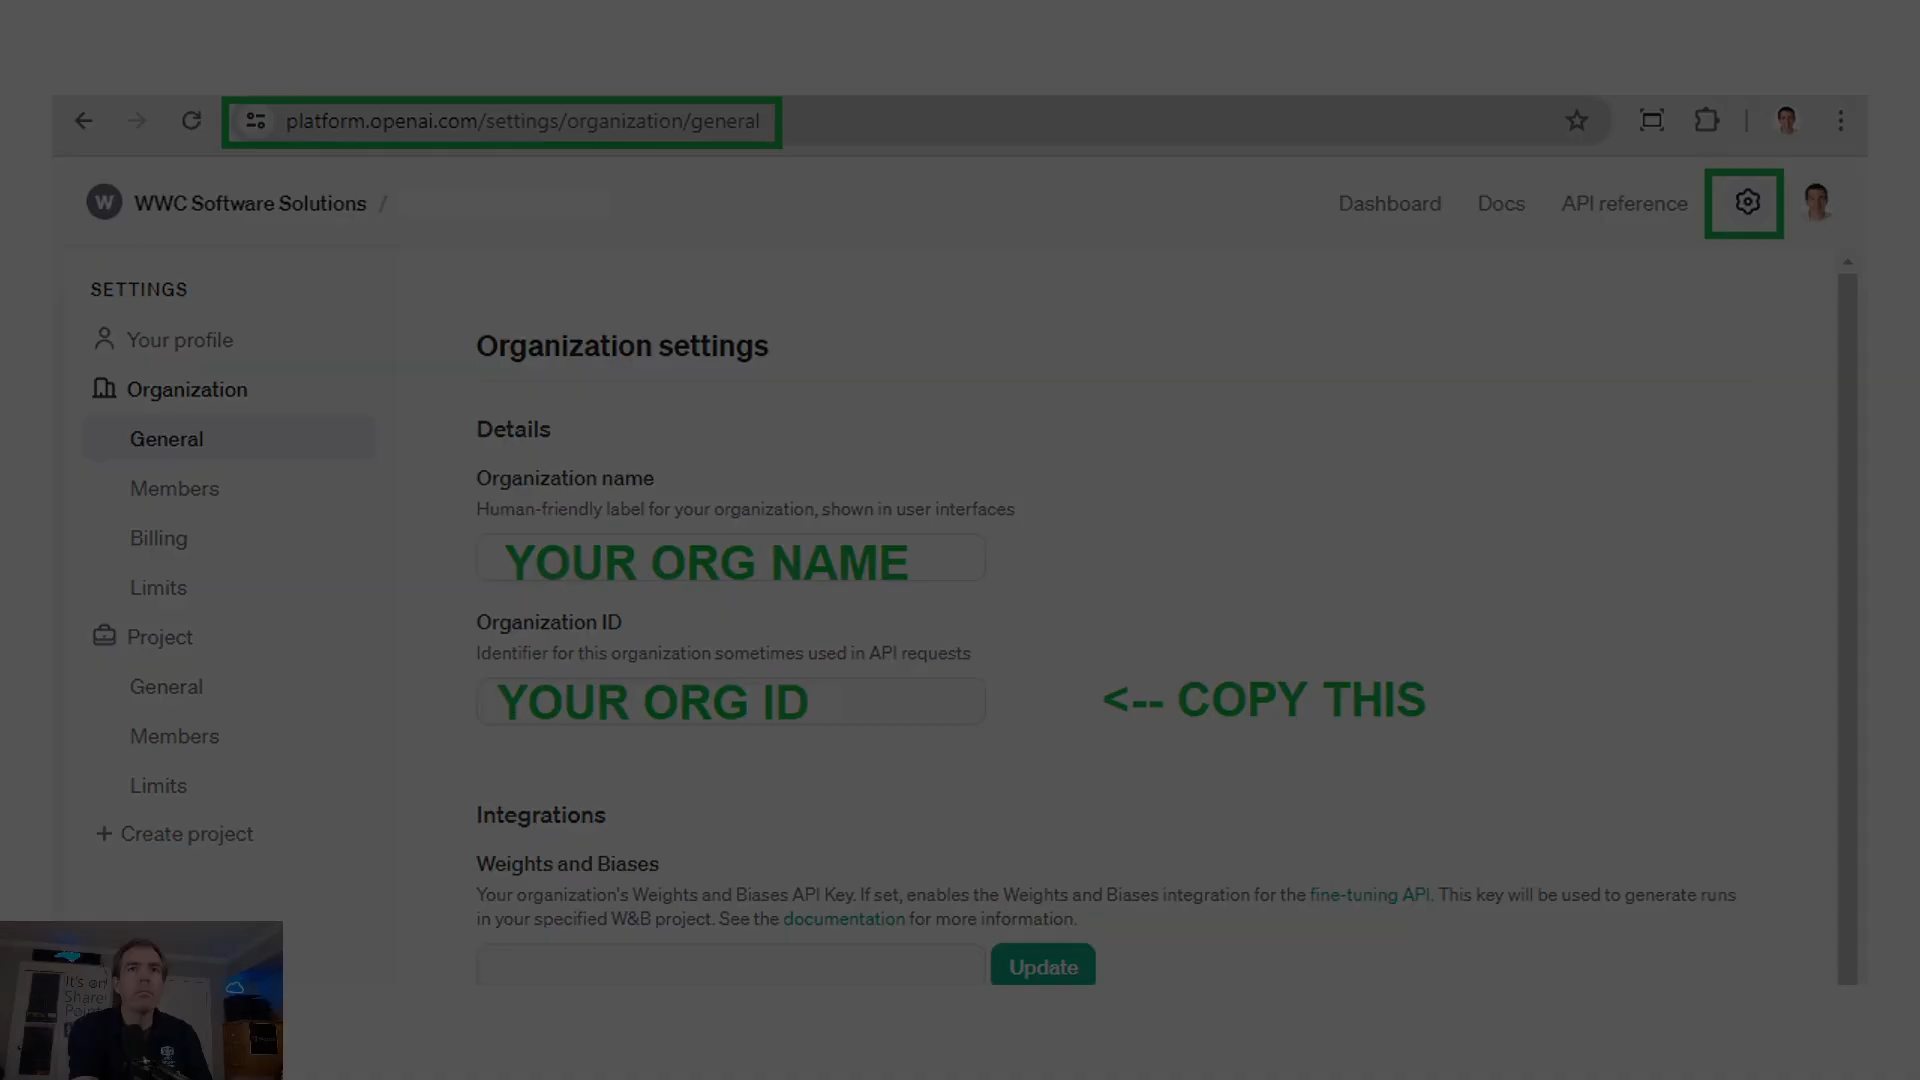 platform.openai.com/settings/organization/general
W WWC Software Solutions /
Dashboard Docs API reference
SETTINGS
Your profile
Organization
General
Members
Billing
Limits
Project
General
Members
Limits
+ Create project
Organization settings
Details
Organization name
Human-friendly label for your organization, shown in user interfaces
YOUR ORG NAME
Organization ID
Identifier for this organization sometimes used in API requests
YOUR ORG ID
<-- COPY THIS
Integrations
Weights and Biases
Your organization's Weights and Biases API Key. If set, enables the Weights and Biases integration for the fine-tuning API. This key will be used to generate runs
in your specified W&B project. See the documentation for more information.
Update
It's on
Share
Point